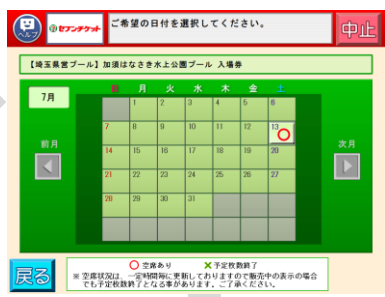 ヘルプ
セブンチケット
ご希望の日付を選択してください。
中止
【埼玉県営プール】加須はなさき水上公園プール 入場券
7月
日 月 火 水 木 金 土
1 2 3 4 5 6
7 8 9 10 11 12 13
14 15 16 17 18 19 20
21 22 23 24 25 26 27
28 29 30 31
前月
次月
戻る
○ 空席あり × 予定枚数終了
※ 空席状況は、一定時間毎に更新しておりますので販売中の表示の場合
でも予定枚数終了となる事があります。ご了承ください。